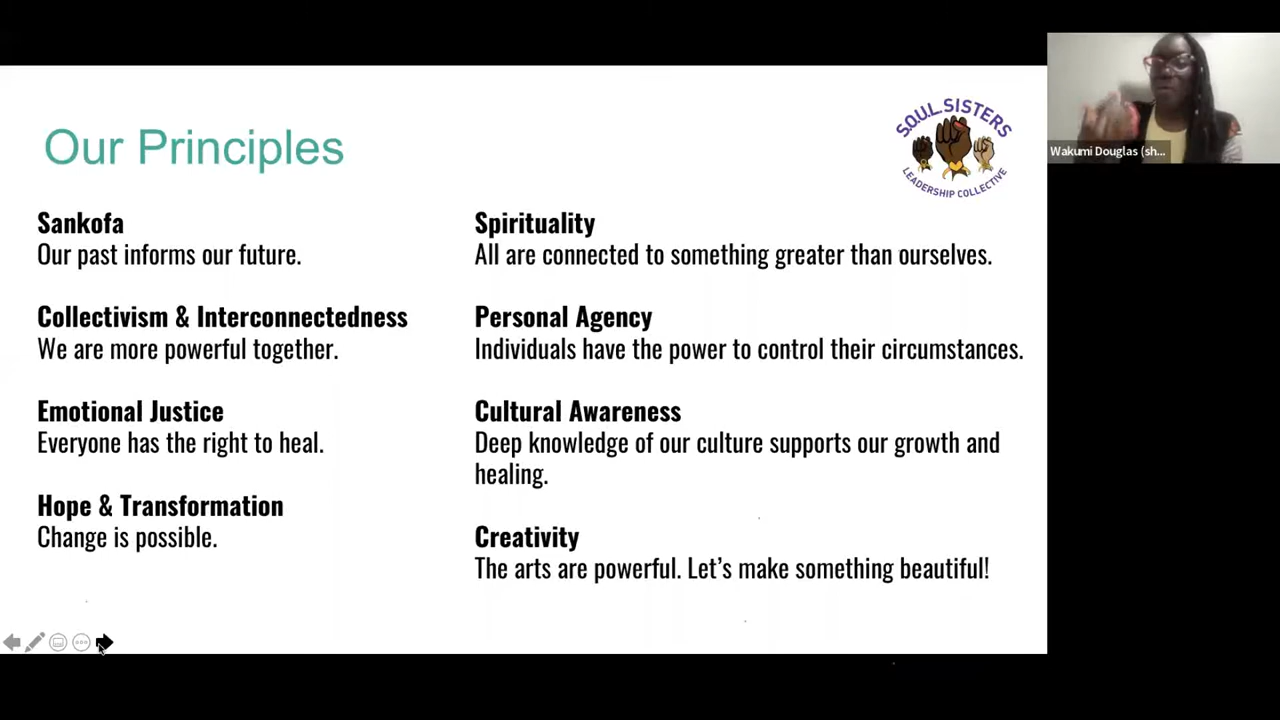 Our Principles
S.O.U.L. SISTERS
LEADERSHIP COLLECTIVE
Sankofa
Our past informs our future.
Collectivism & Interconnectedness
We are more powerful together.
Emotional Justice
Everyone has the right to heal.
Hope & Transformation
Change is possible.
Spirituality
All are connected to something greater than ourselves.
Personal Agency
Individuals have the power to control their circumstances.
Cultural Awareness
Deep knowledge of our culture supports our growth and
healing.
Creativity
The arts are powerful. Let’s make something beautiful!
Wakumi Douglas (sh...